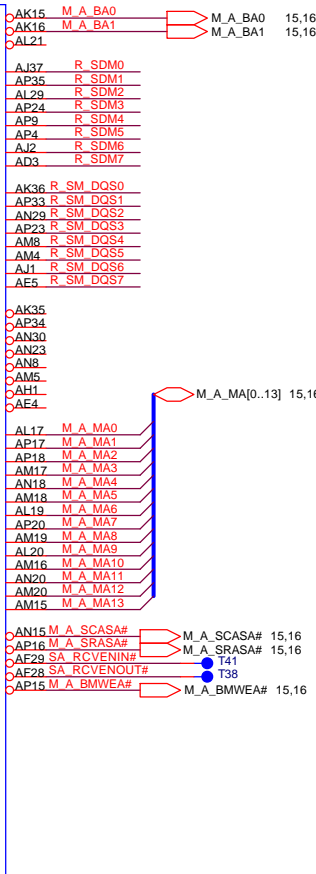 AK15 M_A_BA0 M_A_BA0 15,16
AK16 M_A_BA1 M_A_BA1 15,16
AL21
AJ37 R_SDM0
AP35 R_SDM1
AL29 R_SDM2
AP24 R_SDM3
AP9 R_SDM4
AP4 R_SDM5
AJ2 R_SDM6
AD3 R_SDM7
AK36 R_SM_DQS0
AP33 R_SM_DQS1
AN29 R_SM_DQS2
AP23 R_SM_DQS3
AM8 R_SM_DQS4
AM4 R_SM_DQS5
AJ1 R_SM_DQS6
AE5 R_SM_DQS7
AK35
AP34
AN30
AN23
AN8
AM5
AH1
AE4
M_A_MA[0..13] 15,16
AL17 M_A_MA0
AP17 M_A_MA1
AP18 M_A_MA2
AM17 M_A_MA3
AN18 M_A_MA4
AM18 M_A_MA5
AL19 M_A_MA6
AP20 M_A_MA7
AM19 M_A_MA8
AL20 M_A_MA9
AM16 M_A_MA10
AN20 M_A_MA11
AM20 M_A_MA12
AM15 M_A_MA13
AN15 M_A_SCASA# M_A_SCASA# 15,16
AP16 M_A_SRASA# M_A_SRASA# 15,16
AF29 SA_RCVENIN# T41
AF28 SA_RCVENOUT# T38
AP15 M_A_BMWEA# M_A_BMWEA# 15,16